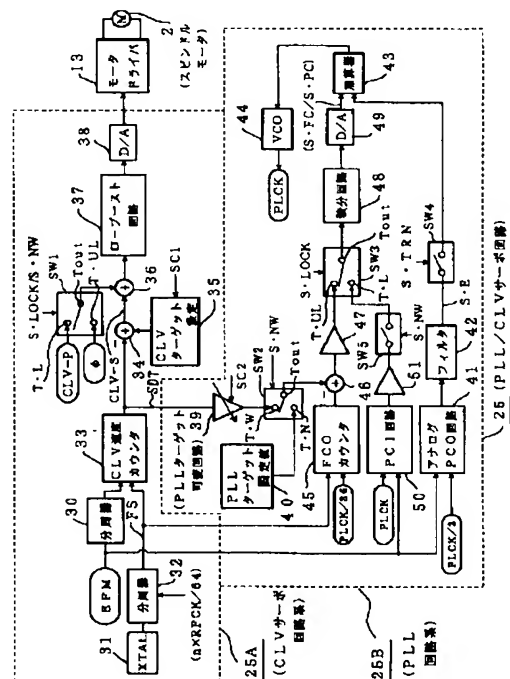 2
(スピンドル
モータ)
M
13
モータ
ドライバ
38
D/A
37
ローブースト
回路
S・LOCK/S・NW
SW1
Tout
T・UL
T・L
CLV-P
6
36
CLV-S
34
SC1
CLV
ターゲット
設定
35
33
CLV速度
カウンタ
30
分周器
FS
EFM
32
分周器
31
XTAL
(n×RPCK/64)
SDT
(PLLターゲット
可変回路)
39
SC2
S・NW
SW2
Tout
T・W
T・N
PLL
ターゲット
固定値
40
45
FCO
カウンタ
46
PLCK/24
47
T・UL
S・LOCK
SW3
Tout
T・L
48
積分回路
49
D/A
(S・FC/S・PCI)
43
加算器
44
VCO
PLCK
50
PCI回路
51
PLCK
SW5
S・NW
41
アナログ
PCO回路
PLCK/2
42
フィルタ
S・E
SW4
S・TRN
25A
(CLVサーボ
回路系)
25B
(PLL
回路系)
25(PLL/CLVサーボ回路)